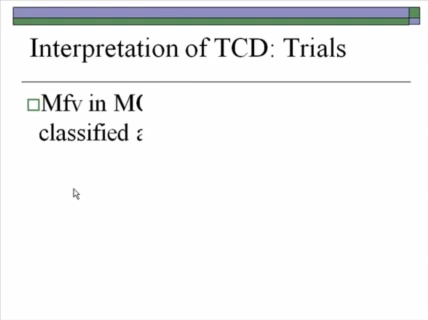 Interpretation of TCD: Trials
Mfv in MC
classified a